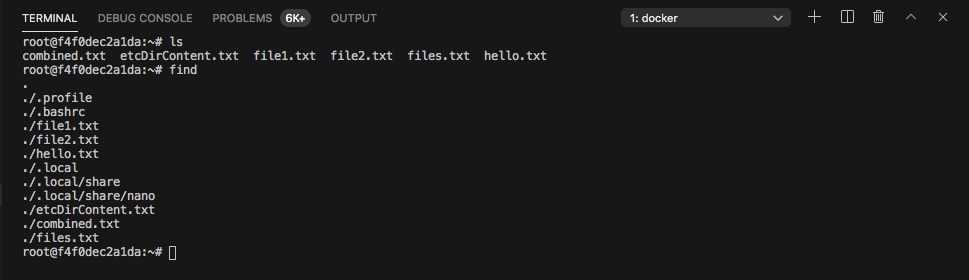 TERMINAL DEBUG CONSOLE PROBLEMS 6K+ OUTPUT 1: docker
root@f4f0dec2a1da:~# ls
combined.txt  etcDirContent.txt  file1.txt  file2.txt  files.txt  hello.txt
root@f4f0dec2a1da:~# find
.
./.profile
./.bashrc
./file1.txt
./file2.txt
./hello.txt
./.local
./.local/share
./.local/share/nano
./etcDirContent.txt
./combined.txt
./files.txt
root@f4f0dec2a1da:~#